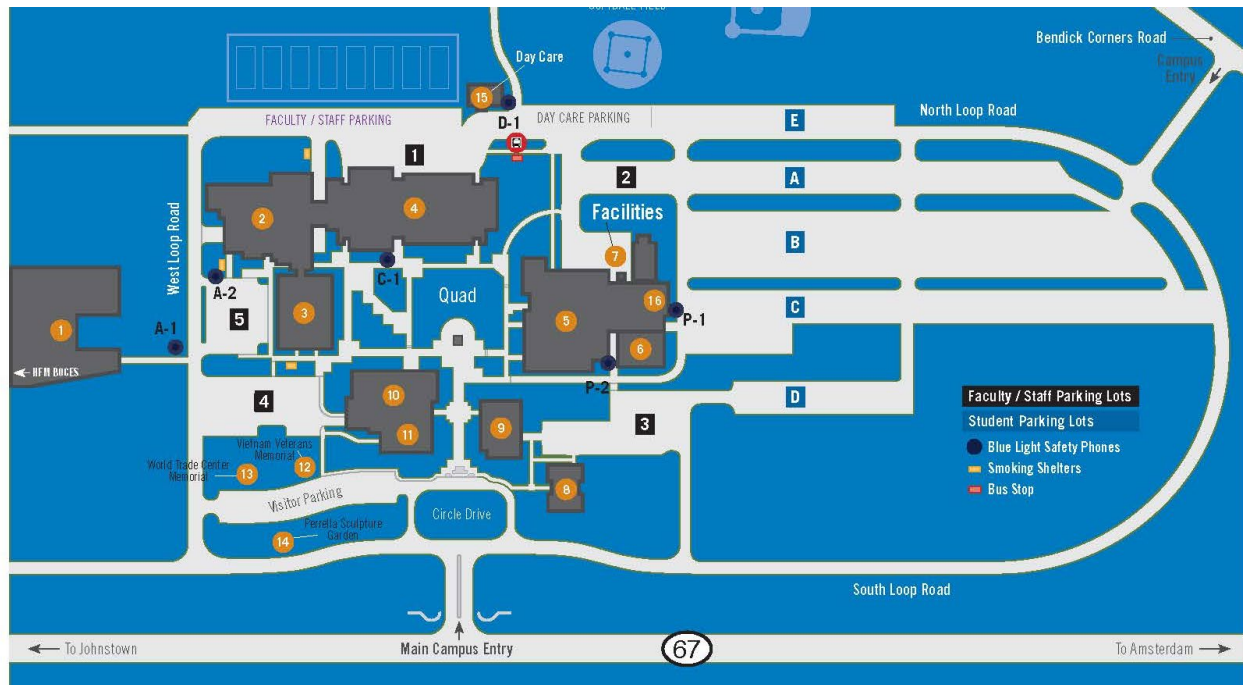 SOFTBALL FIELD
Bendick Corners Road
Campus
Entry
Day Care
15
FACULTY / STAFF PARKING
D-1
DAY CARE PARKING
E
North Loop Road
1
2
A
2
4
Facilities
West Loop Road
7
B
A-2
C-1
Quad
3
5
5
16
P-1
C
1
A-1
6
HFM BOCES
P-2
10
4
D
11
9
3
Faculty / Staff Parking Lots
Student Parking Lots
Blue Light Safety Phones
Smoking Shelters
Bus Stop
Vietnam Veterans
Memorial
12
World Trade Center
Memorial
13
8
Visitor Parking
Circle Drive
Perrella Sculpture
Garden
14
South Loop Road
To Johnstown
Main Campus Entry
67
To Amsterdam